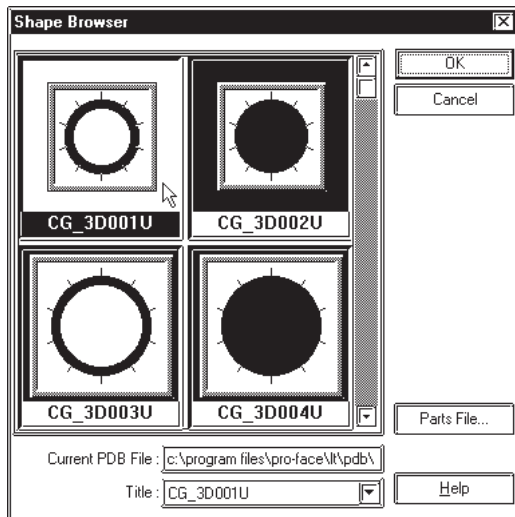 Shape Browser
OK
Cancel
CG_3D001U
CG_3D002U
CG_3D003U
CG_3D004U
Parts File...
Current PDB File : c:\program files\pro-face\lt\pdb\
Title : CG_3D001U
Help